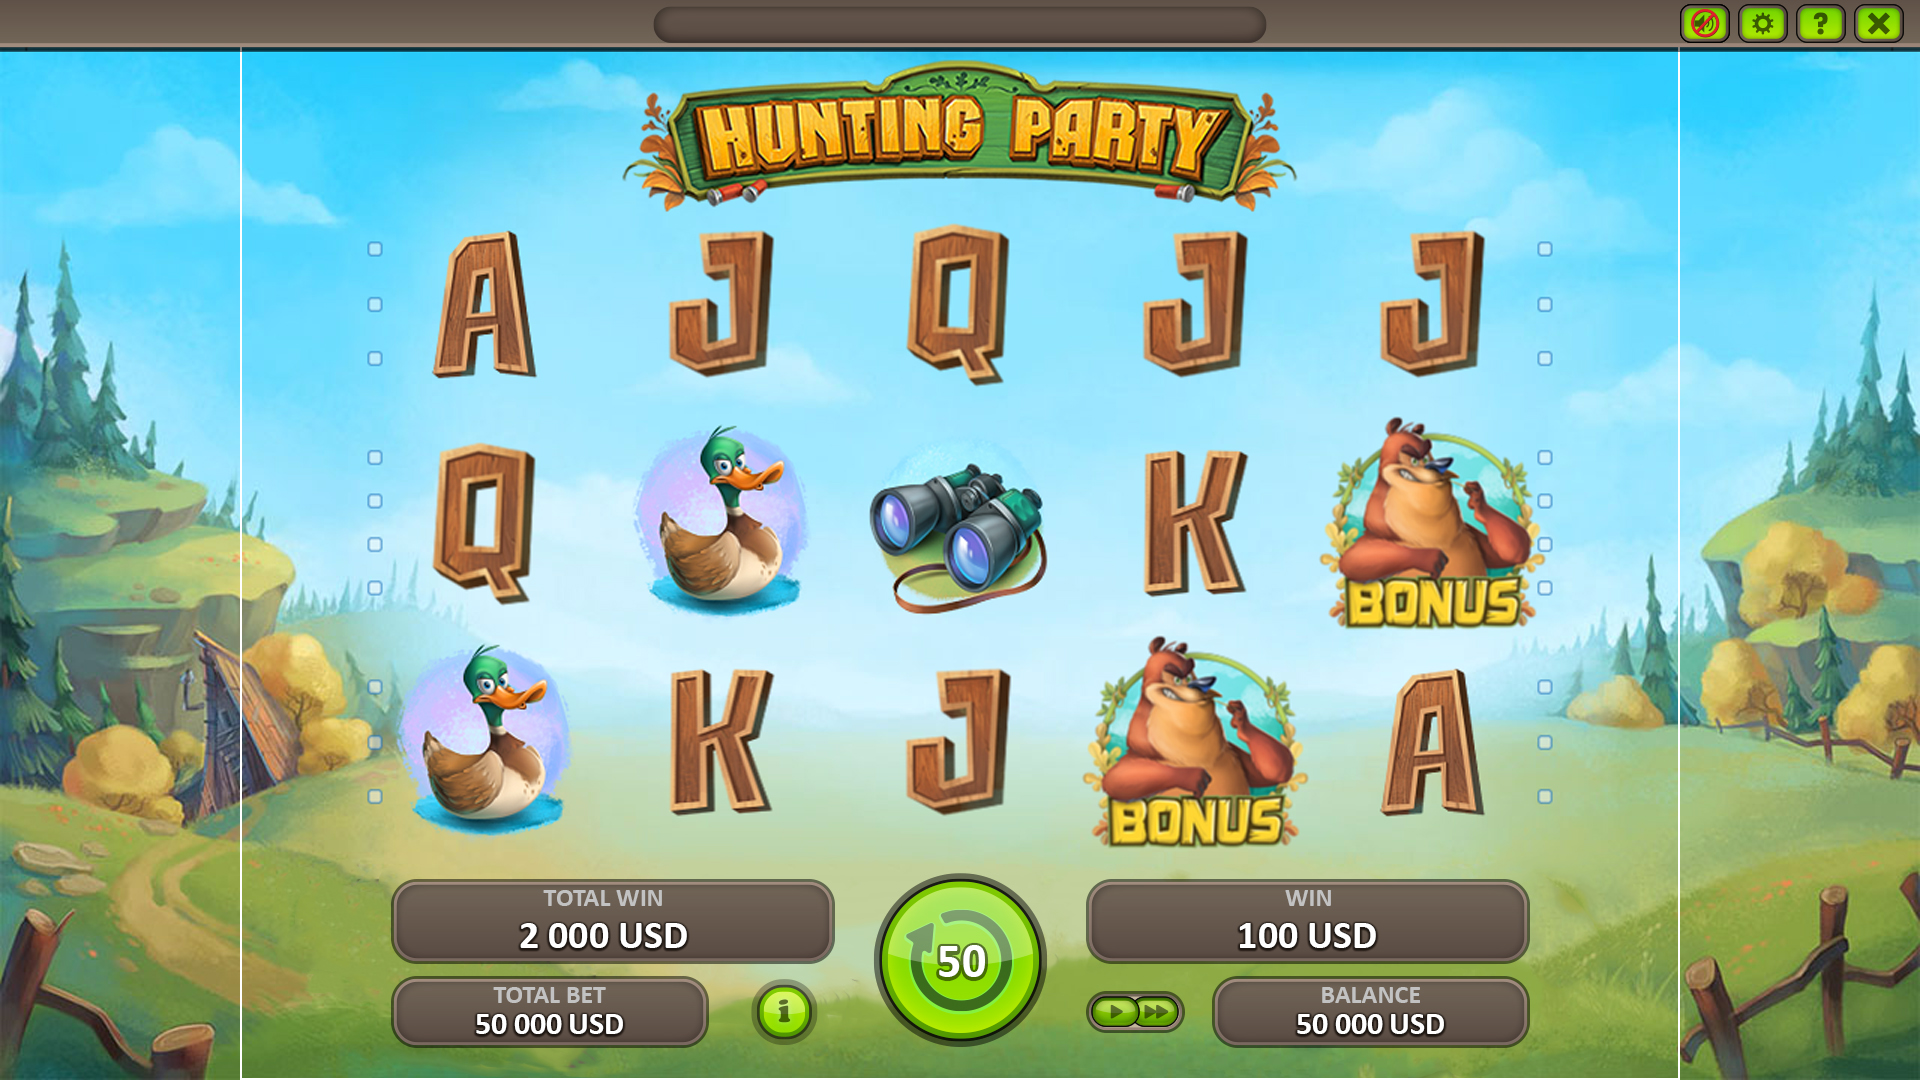 ?
HUNTING PARTY
A J Q J J
Q K
BONUS
K J A
BONUS
TOTAL WIN
2 000 USD
WIN
100 USD
50
TOTAL BET
50 000 USD
i
BALANCE
50 000 USD